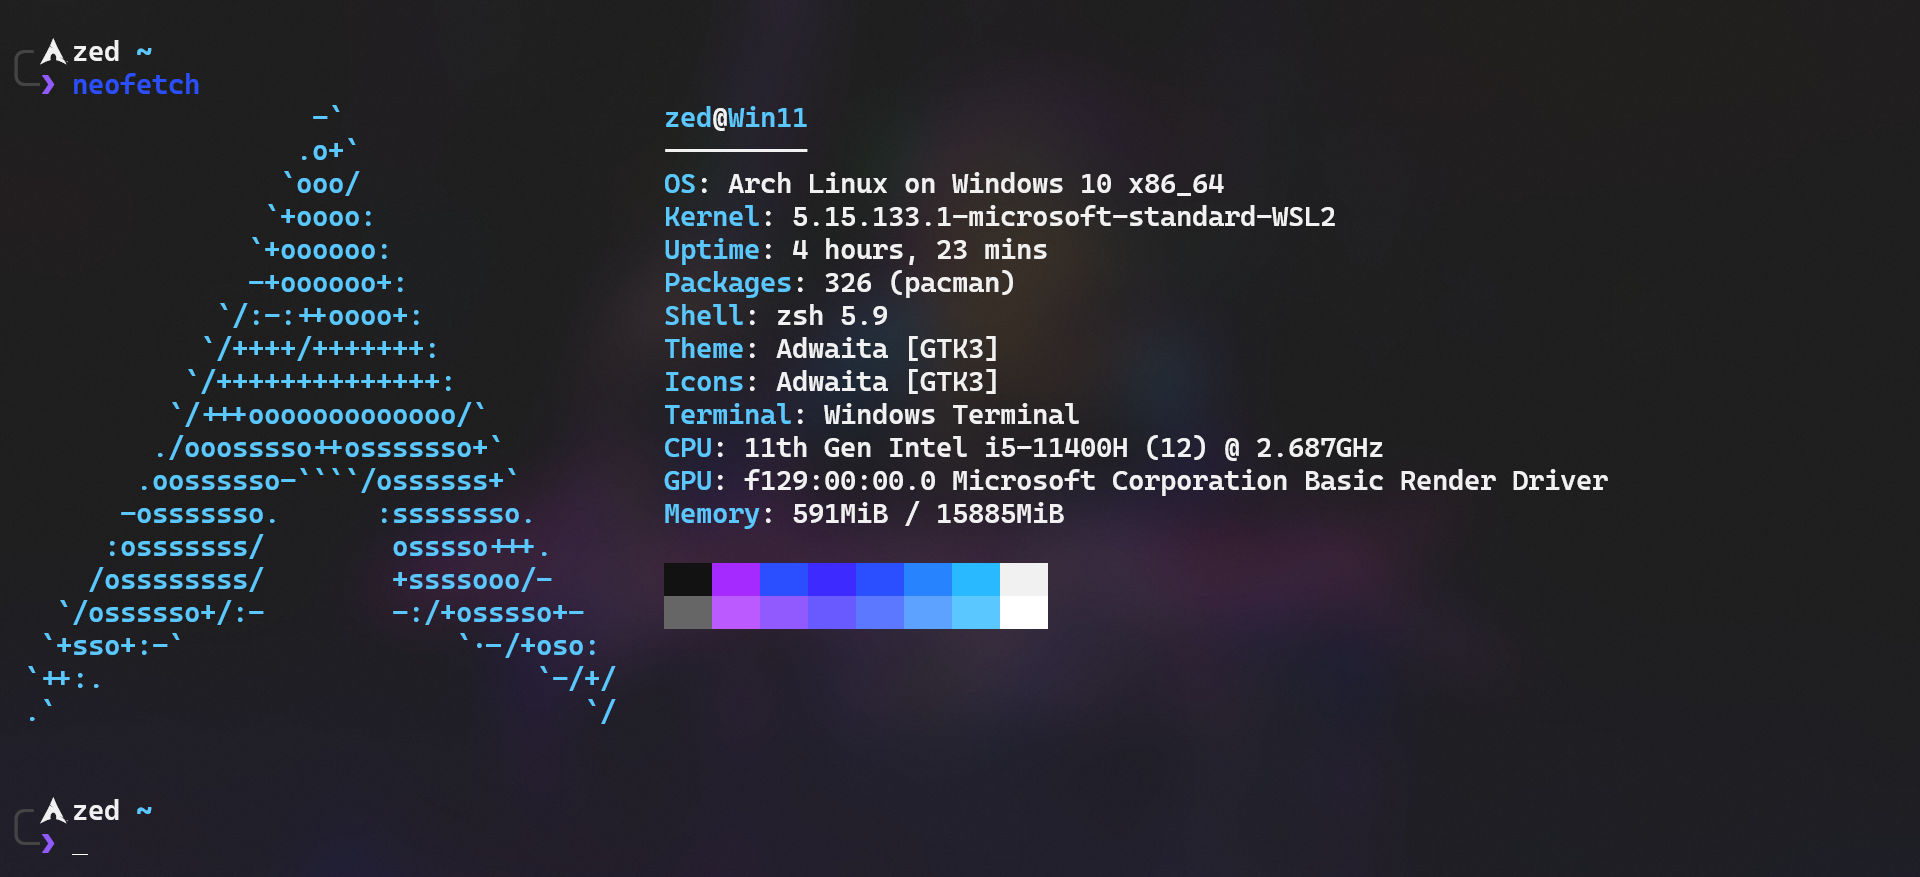 zed ~
❯ neofetch
-`
.o+`
`ooo/
`+oooo:
`+oooooo:
-+oooooo+:
`/:-:++oooo+:
`/++++/+++++++:
`/++++++++++++++:
`/+++ooooooooooooo/`
./ooosssso++osssssso+`
.oossssso-````/ossssss+`
-osssssso. :ssssssso.
:osssssss/ osssso+++.
/ossssssss/ +ssssooo/-
`/ossssso+/:- -:/+osssso+-
`+sso+:-` `.-/+oso:
`++:. `-/+/
.` `/
zed@Win11
---------
OS: Arch Linux on Windows 10 x86_64
Kernel: 5.15.133.1-microsoft-standard-WSL2
Uptime: 4 hours, 23 mins
Packages: 326 (pacman)
Shell: zsh 5.9
Theme: Adwaita [GTK3]
Icons: Adwaita [GTK3]
Terminal: Windows Terminal
CPU: 11th Gen Intel i5-11400H (12) @ 2.687GHz
GPU: f129:00:00.0 Microsoft Corporation Basic Render Driver
Memory: 591MiB / 15885MiB
zed ~
❯ _